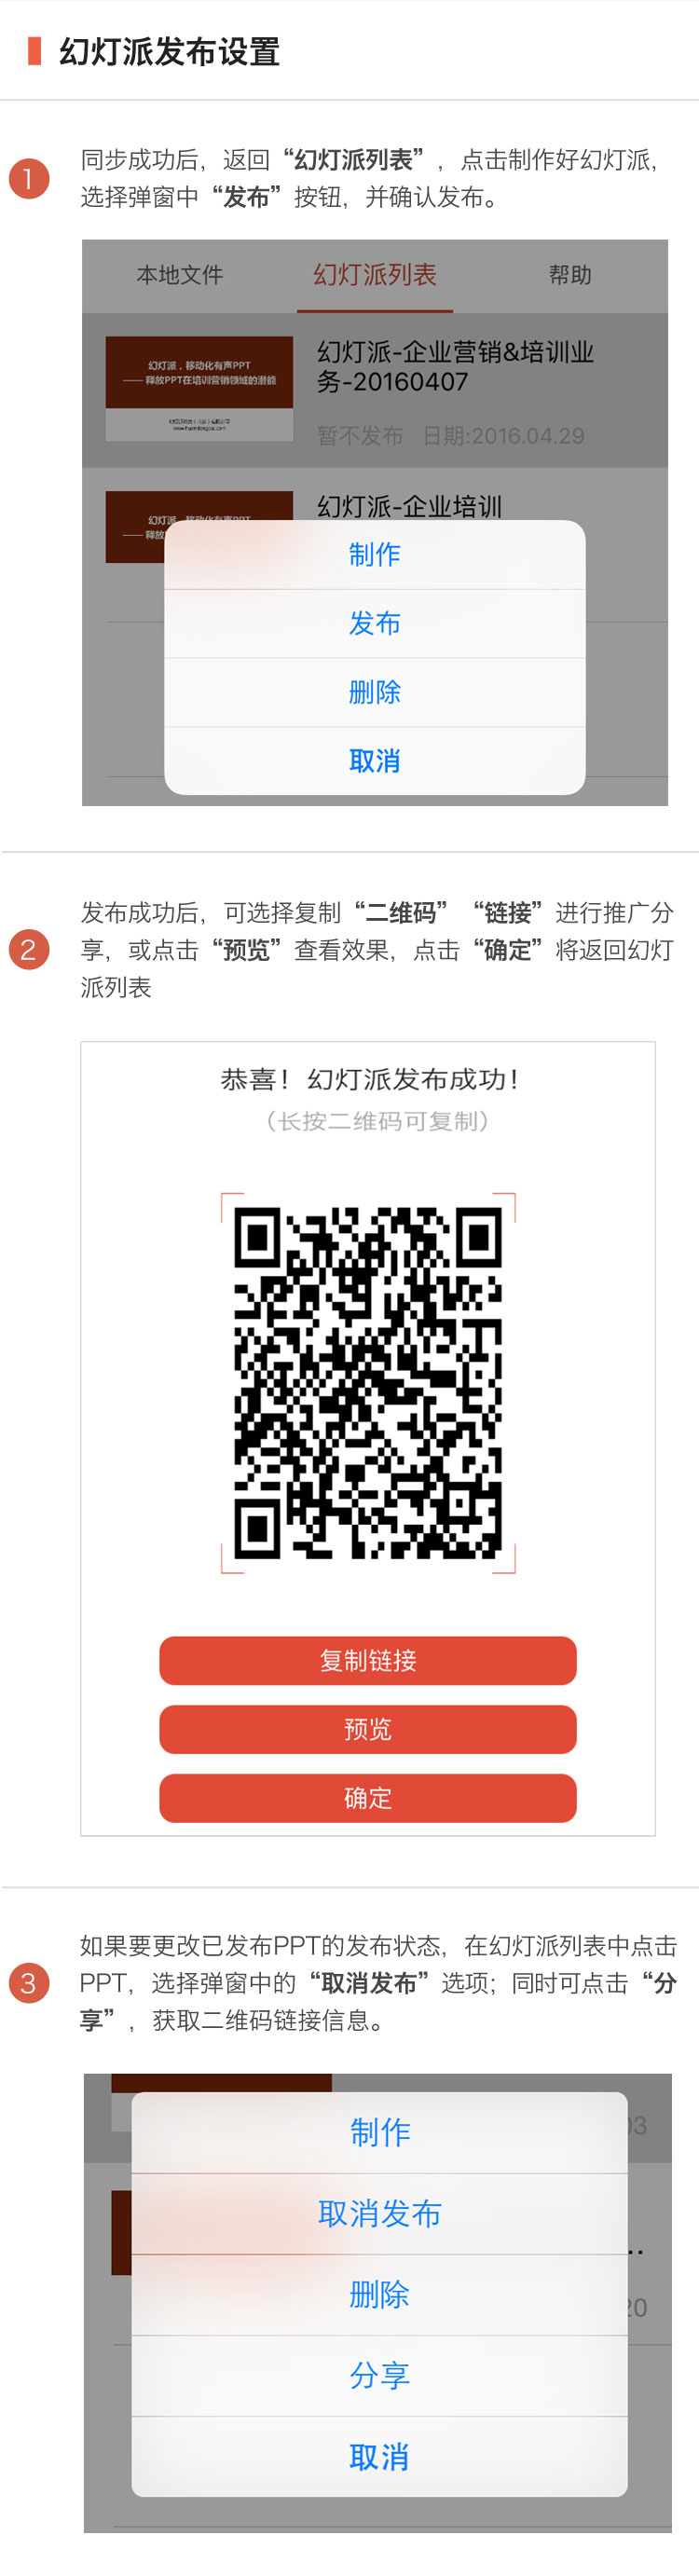 幻灯派发布设置
1
同步成功后，返回“幻灯派列表”，点击制作好幻灯派，
选择弹窗中“发布”按钮，并确认发布。
本地文件 幻灯派列表 帮助
幻灯派，移动化有声PPT
—— 释放PPT在培训营销领域的潜能
幻灯派-企业营销&培训业
务-20160407
暂不发布 日期:2016.04.29
幻灯派-企业培训
制作
发布
删除
取消
2
发布成功后，可选择复制“二维码”“链接”进行推广分
享，或点击“预览”查看效果，点击“确定”将返回幻灯
派列表
恭喜！幻灯派发布成功！
（长按二维码可复制）
复制链接
预览
确定
3
如果要更改已发布PPT的发布状态，在幻灯派列表中点击
PPT，选择弹窗中的“取消发布”选项；同时可点击“分
享”，获取二维码链接信息。
制作
取消发布
删除
分享
取消